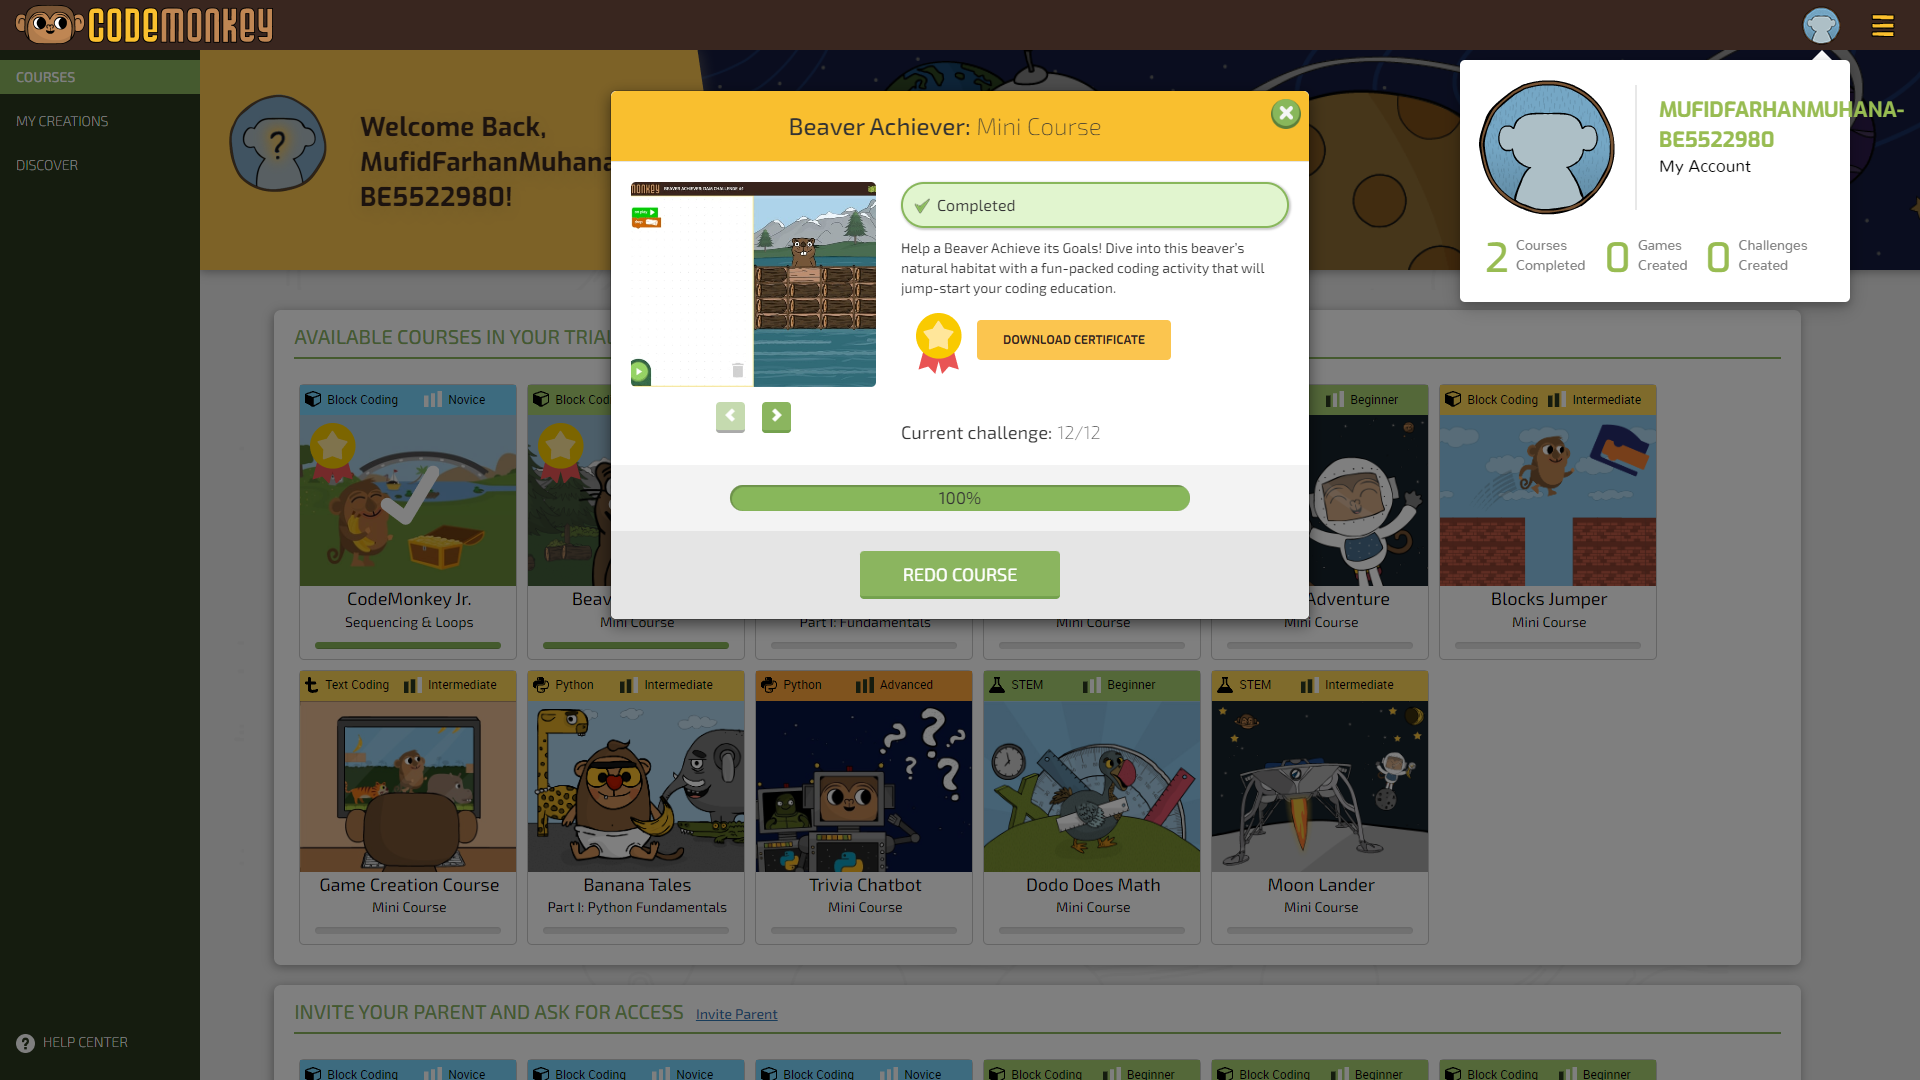 CODEMONKEY
COURSES
MY CREATIONS
DISCOVER
HELP CENTER
Welcome Back,
MufidFarhanMuhana
BE5522980!
MUFIDFARHANMUHANA-
BE5522980
My Account
2 Courses Completed
0 Games Created
0 Challenges Created
Beaver Achiever: Mini Course
Completed
Help a Beaver Achieve its Goals! Dive into this beaver's
natural habitat with a fun-packed coding activity that will
jump-start your coding education.
DOWNLOAD CERTIFICATE
Current challenge: 12/12
100%
REDO COURSE
AVAILABLE COURSES IN YOUR TRIAL
Block Coding Novice
Block Cod
Beginner
Block Coding Intermediate
CodeMonkey Jr.
Sequencing & Loops
Beav
Mini Course
Part I: Fundamentals
Mini Course
Adventure
Mini Course
Blocks Jumper
Mini Course
Text Coding Intermediate
Python Intermediate
Python Advanced
STEM Beginner
STEM Intermediate
Game Creation Course
Mini Course
Banana Tales
Part I: Python Fundamentals
Trivia Chatbot
Mini Course
Dodo Does Math
Mini Course
Moon Lander
Mini Course
INVITE YOUR PARENT AND ASK FOR ACCESS Invite Parent
Block Coding Novice
Block Coding Novice
Block Coding Novice
Block Coding Beginner
Block Coding Beginner
Block Coding Beginner